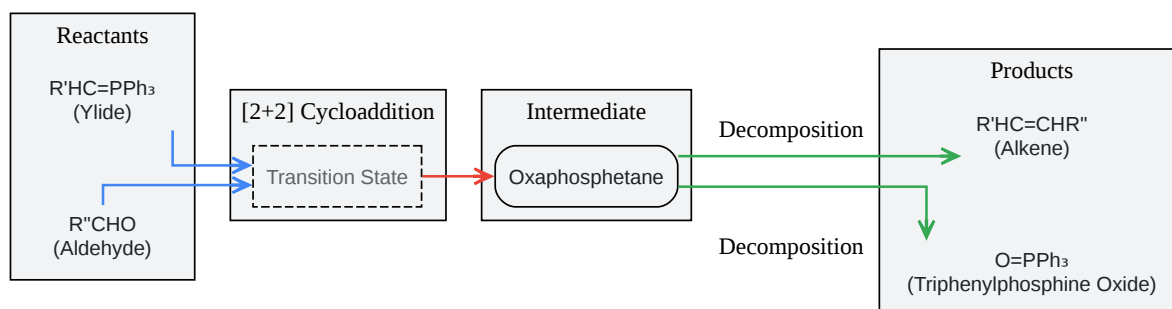 Reactants
R'HC=PPh₃
(Ylide)
R"CHO
(Aldehyde)
[2+2] Cycloaddition
Transition State
Intermediate
Oxaphosphetane
Decomposition
Decomposition
Products
R'HC=CHR"
(Alkene)
O=PPh₃
(Triphenylphosphine Oxide)